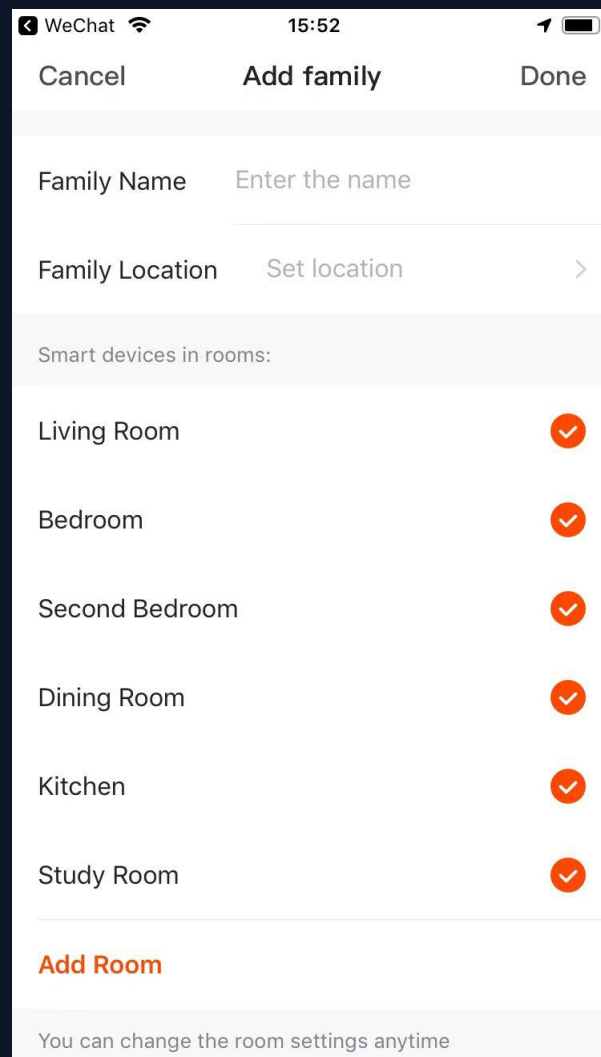 WeChat 15:52
Cancel Add family Done
Family Name Enter the name
Family Location Set location
Smart devices in rooms:
Living Room
Bedroom
Second Bedroom
Dining Room
Kitchen
Study Room
Add Room
You can change the room settings anytime